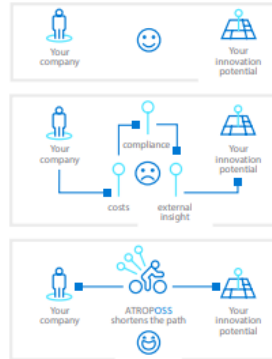 Your
company
Your
innovation
potential
compliance
Your
company
Your
innovation
potential
costs
external
insight
ATROPOSS
shortens the path
Your
company
Your
innovation
potential